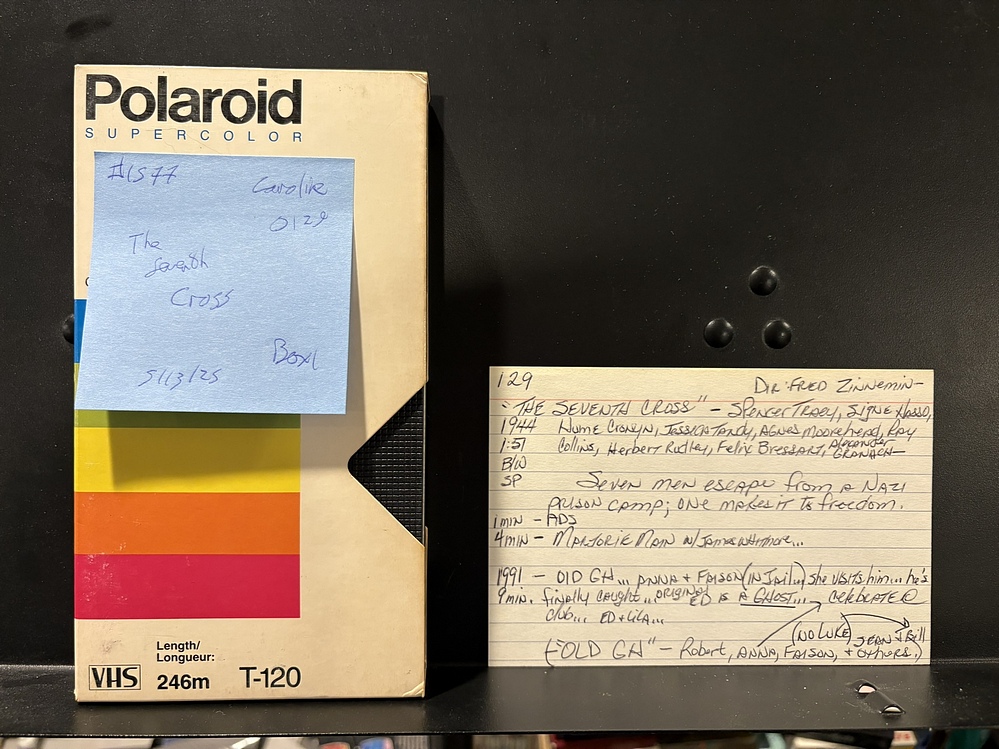 Polaroid
SUPERCOLOR
#1577
Caroline
0129
The
Seventh
Cross
Box1
5/13/25
Length/
Longueur:
VHS 246m T-120
129 DIR: FRED ZINNEMIN-
"THE SEVENTH CROSS" - SPENCER TRACY, SIGNE HASSO,
1944 Hume Cronyn, JESSICA TANDY, AGNES MOOREHEAD, RAY
1:51 Collins, Herbert Rudley, Felix Bressart, Alexander GRANACH-
B/W
SP Seven men escape from a NAZI
prison camp; one makes it to freedom.
1 MIN - ADS
4 MIN - MARJORIE MAIN w/ James Whitmore...
1991 - OLD GH... ANNA + FAISON (IN JAIL), she visits him... he's
9 min. finally caught... ORIGINAL ED IS A GHOST... CELEBRATE @
club... ED + Lila...
(NO LUKE) SEAN
("OLD GH" - Robert, ANNA, FAISON, + OTHERS.)